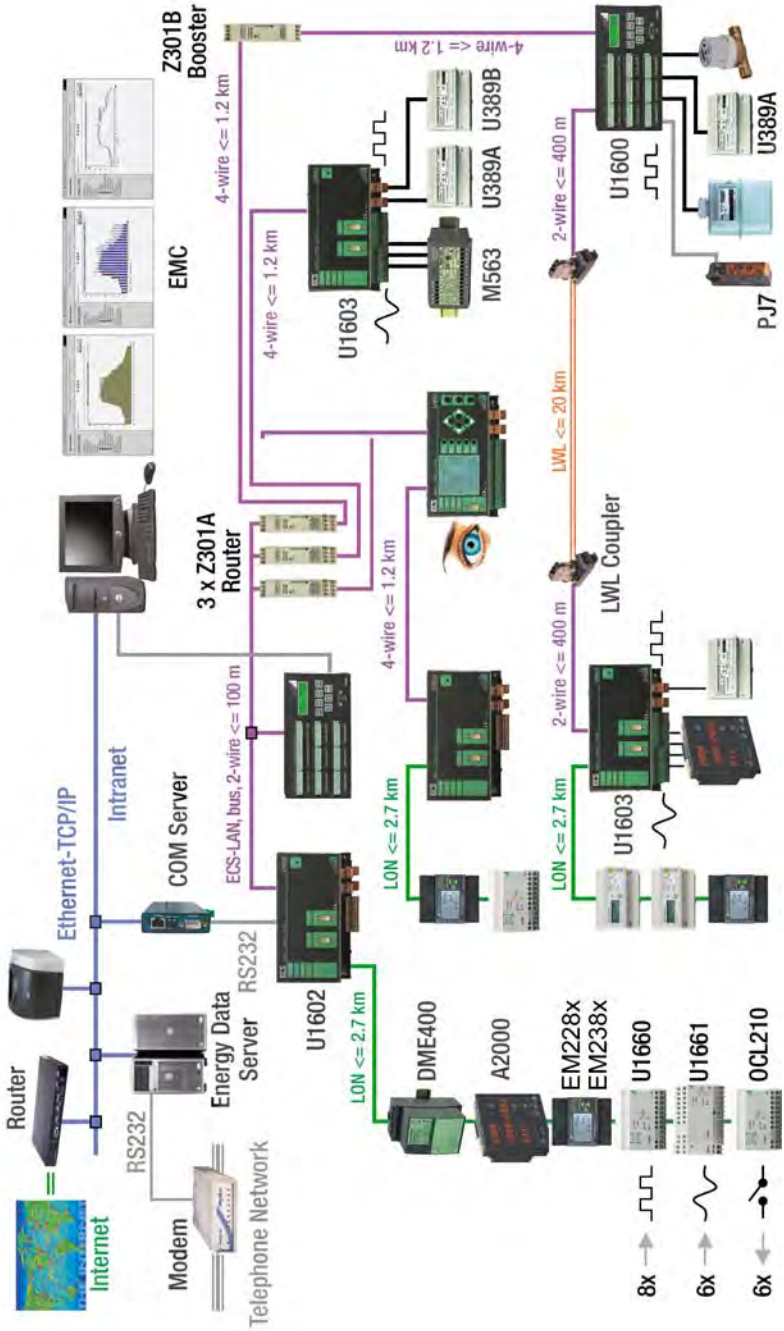 Internet
Router
Ethernet-TCP/IP
Intranet
EMC
Modem
RS232
Telephone Network
Energy Data
Server
COM Server
RS232
ECS-LAN, bus, 2-wire <= 100 m
3 x Z301A
Router
4-wire <= 1.2 km
Z301B
Booster
4-wire <= 1.2 km
4-wire <= 1.2 km
U1602
U1603
M563
U389A
U389B
LON <= 2.7 km
LON <= 2.7 km
4-wire <= 1.2 km
DME400
A2000
EM228x
EM238x
8x
U1660
6x
U1661
6x
OCL210
LON <= 2.7 km
U1603
2-wire <= 400 m
LWL Coupler
LWL <= 20 km
2-wire <= 400 m
U1600
PJ7
U389A